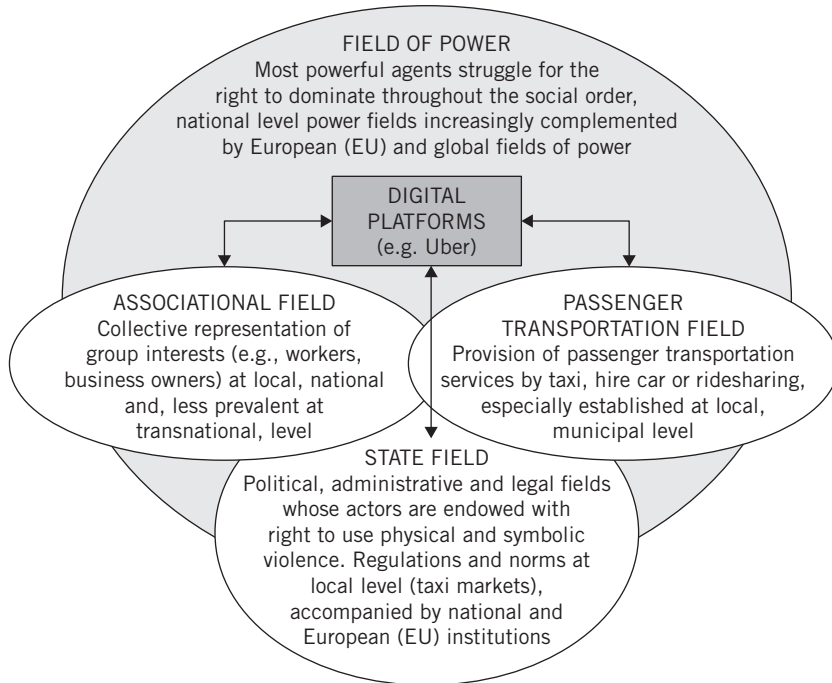 FIELD OF POWER
Most powerful agents struggle for the
right to dominate throughout the social order,
national level power fields increasingly complemented
by European (EU) and global fields of power
DIGITAL
PLATFORMS
(e.g. Uber)
ASSOCIATIONAL FIELD
Collective representation of
group interests (e.g., workers,
business owners) at local, national
and, less prevalent at
transnational, level
PASSENGER
TRANSPORTATION FIELD
Provision of passenger transportation
services by taxi, hire car or ridesharing,
especially established at local,
municipal level
STATE FIELD
Political, administrative and legal fields
whose actors are endowed with
right to use physical and symbolic
violence. Regulations and norms at
local level (taxi markets),
accompanied by national and
European (EU) institutions